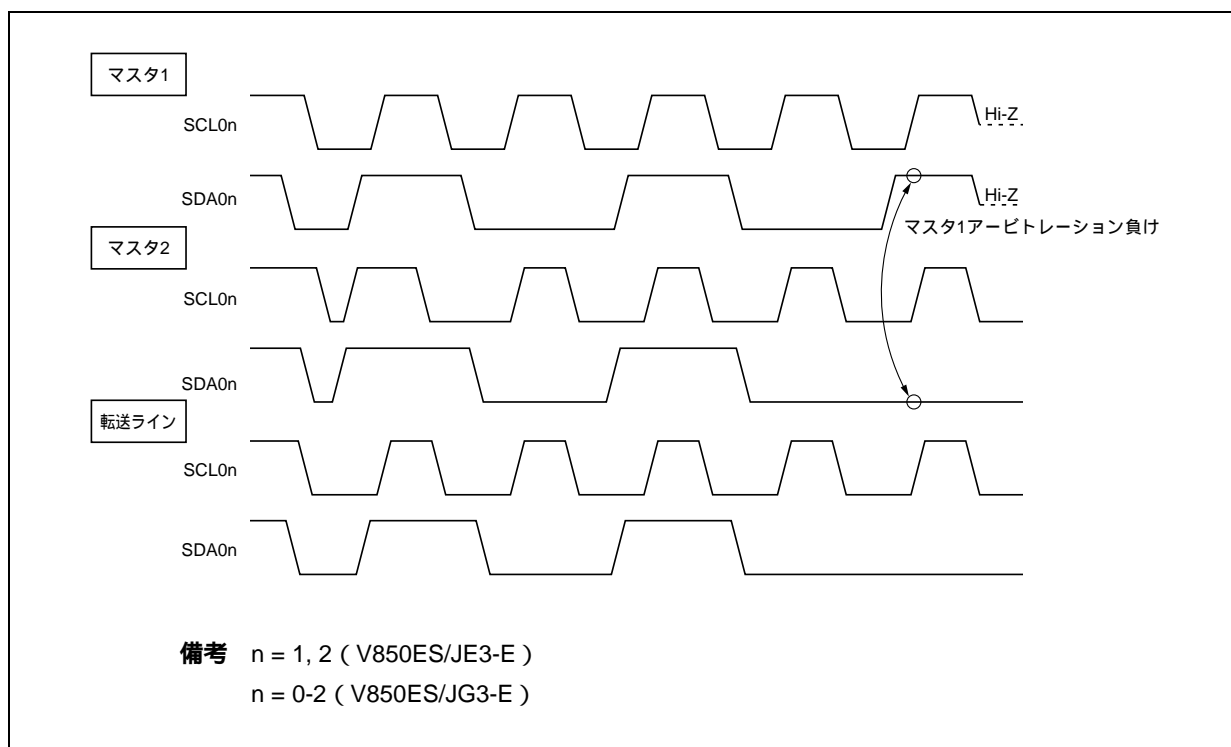 マスタ1
SCL0n
Hi-Z
SDA0n
Hi-Z
マスタ1アービトレーション負け
マスタ2
SCL0n
SDA0n
転送ライン
SCL0n
SDA0n
備考 n = 1, 2 ( V850ES/JE3-E )
n = 0-2 ( V850ES/JG3-E )